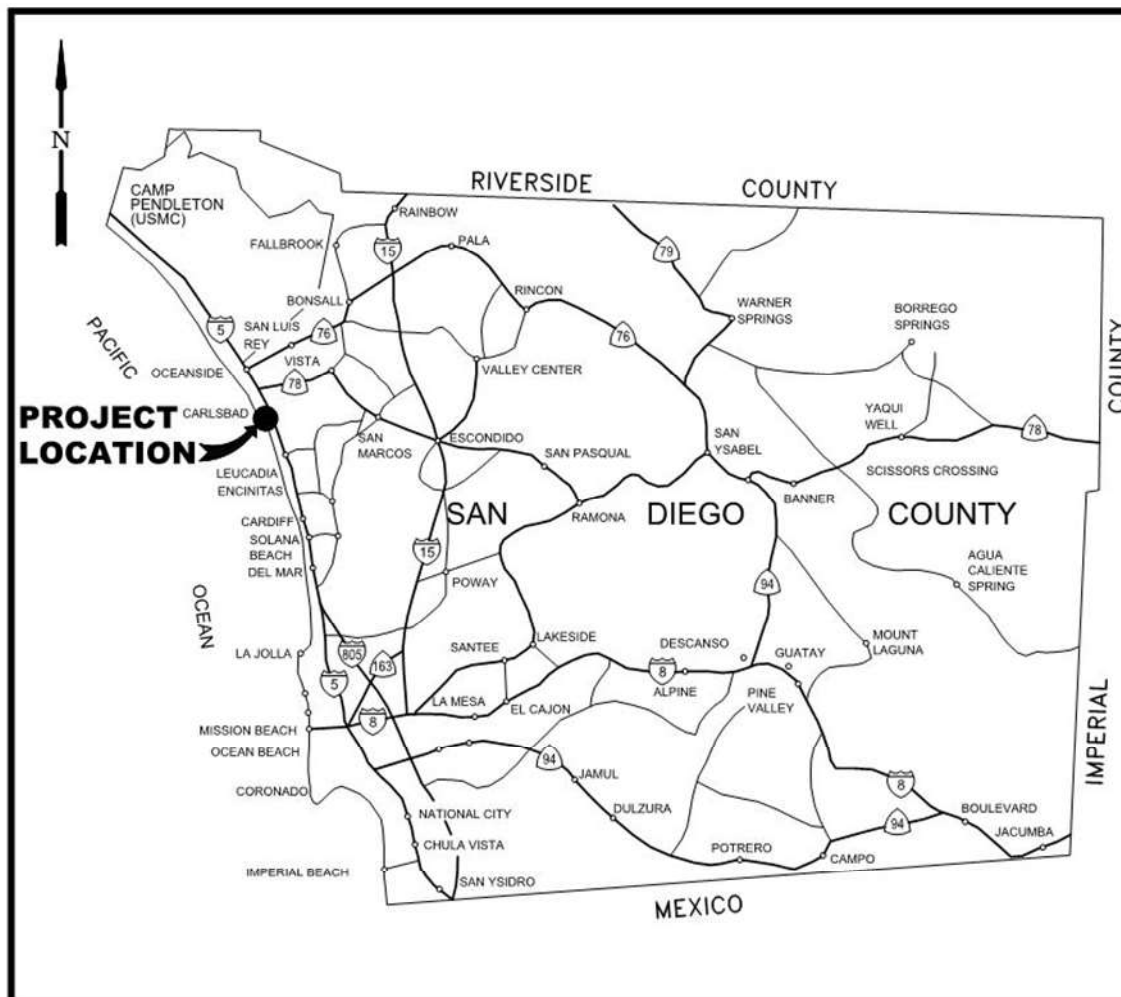 N
CAMP
PENDLETON
(USMC)
RIVERSIDE COUNTY
RAINBOW
FALLBROOK
15
PALA
79
BONSALL
RINCON
WARNER
SPRINGS
BORREGO
SPRINGS
PACIFIC
5
SAN LUIS
REY
76
76
COUNTY
OCEANSIDE
VISTA
78
VALLEY CENTER
CARLSBAD
PROJECT
LOCATION
YAQUI
WELL
78
SAN
MARCOS
ESCONDIDO
SAN
YSABEL
LEUCADIA
SAN PASQUAL
SCISSORS CROSSING
ENCINITAS
BANNER
SAN DIEGO COUNTY
RAMONA
CARDIFF
SOLANA
BEACH
DEL MAR
15
POWAY
94
AGUA
CALIENTE
SPRING
OCEAN
LA JOLLA
805
163
SANTEE
LAKESIDE
DESCANSO
GUATAY
MOUNT
LAGUNA
5
8
ALPINE
PINE
VALLEY
LA MESA
EL CAJON
8
MISSION BEACH
OCEAN BEACH
IMPERIAL
94
JAMUL
8
CORONADO
NATIONAL CITY
DULZURA
94
BOULEVARD
JACUMBA
CHULA VISTA
POTRERO
CAMPO
IMPERIAL BEACH
SAN YSIDRO
MEXICO